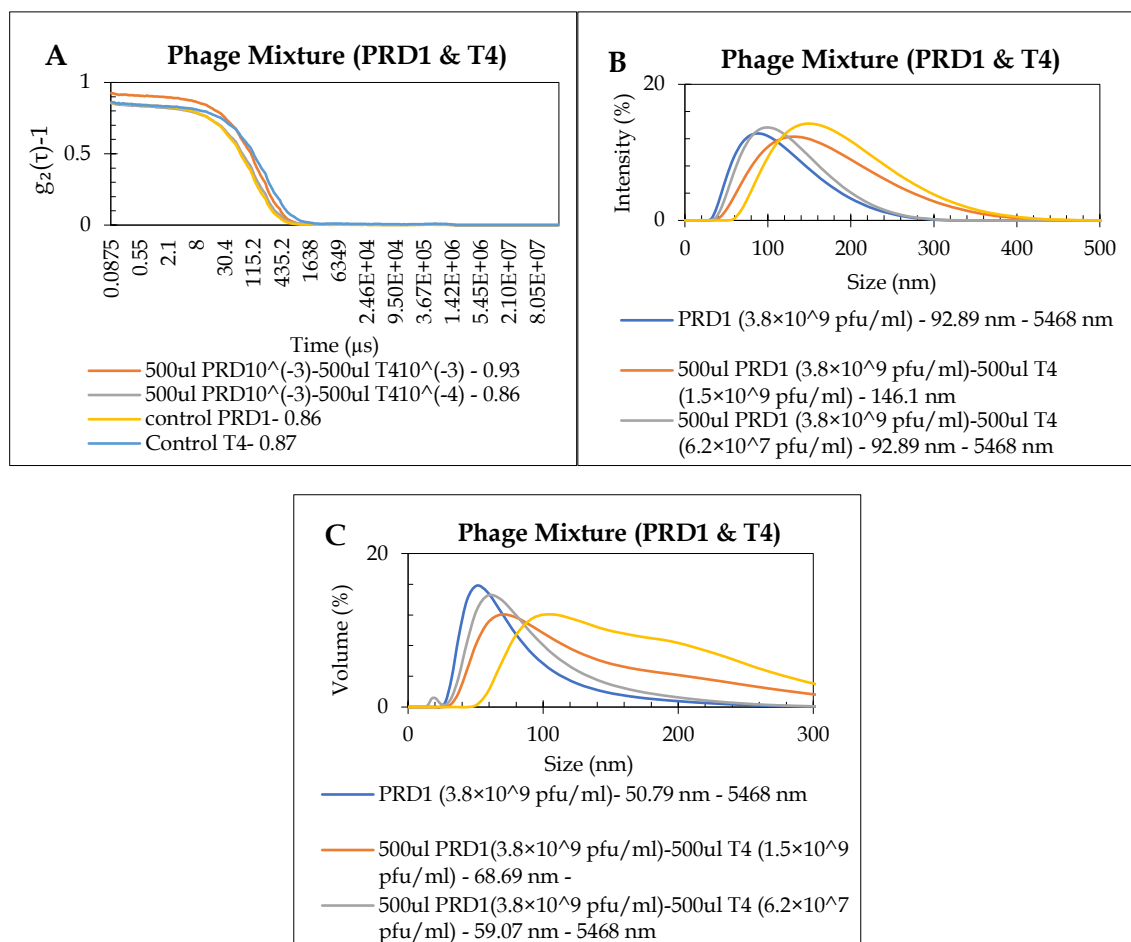 A
Phage Mixture (PRD1 & T4)
g₂(τ)-1
1
0.5
0
0.0875
0.55
2.1
8
30.4
115.2
435.2
1638
6349
2.46E+04
9.50E+04
3.67E+05
1.42E+06
5.45E+06
2.10E+07
8.05E+07
Time (µs)
500ul PRD10^(-3)-500ul T410^(-3) - 0.93
500ul PRD10^(-3)-500ul T410^(-4) - 0.86
control PRD1- 0.86
Control T4- 0.87
B
Phage Mixture (PRD1 & T4)
Intensity (%)
20
0
0 100 200 300 400 500
Size (nm)
PRD1 (3.8×10^9 pfu/ml) - 92.89 nm - 5468 nm
500ul PRD1 (3.8×10^9 pfu/ml)-500ul T4
(1.5×10^9 pfu/ml) - 146.1 nm
500ul PRD1 (3.8×10^9 pfu/ml)-500ul T4
(6.2×10^7 pfu/ml) - 92.89 nm - 5468 nm
C
Phage Mixture (PRD1 & T4)
Volume (%)
20
0
0 100 200 300
Size (nm)
PRD1 (3.8×10^9 pfu/ml)- 50.79 nm - 5468 nm
500ul PRD1(3.8×10^9 pfu/ml)-500ul T4 (1.5×10^9
pfu/ml) - 68.69 nm -
500ul PRD1(3.8×10^9 pfu/ml)-500ul T4 (6.2×10^7
pfu/ml) - 59.07 nm - 5468 nm